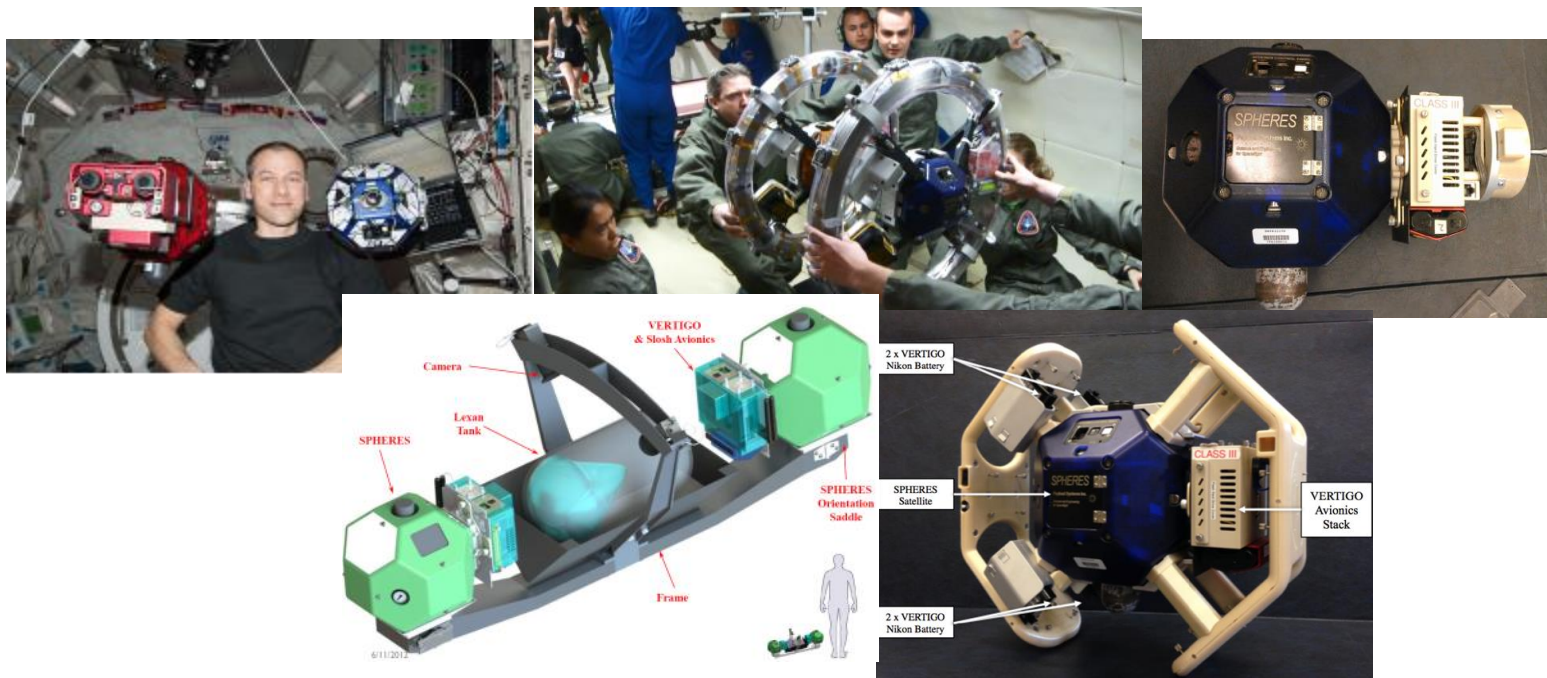 SPHERES
CLASS III
VERTIGO
& Slosh Avionics
Camera
Lexan
Tank
SPHERES
SPHERES
Orientation
Saddle
Frame
6/11/2012
2 x VERTIGO
Nikon Battery
CLASS III
SPHERES
SPHERES
Satellite
VERTIGO
Avionics
Stack
2 x VERTIGO
Nikon Battery